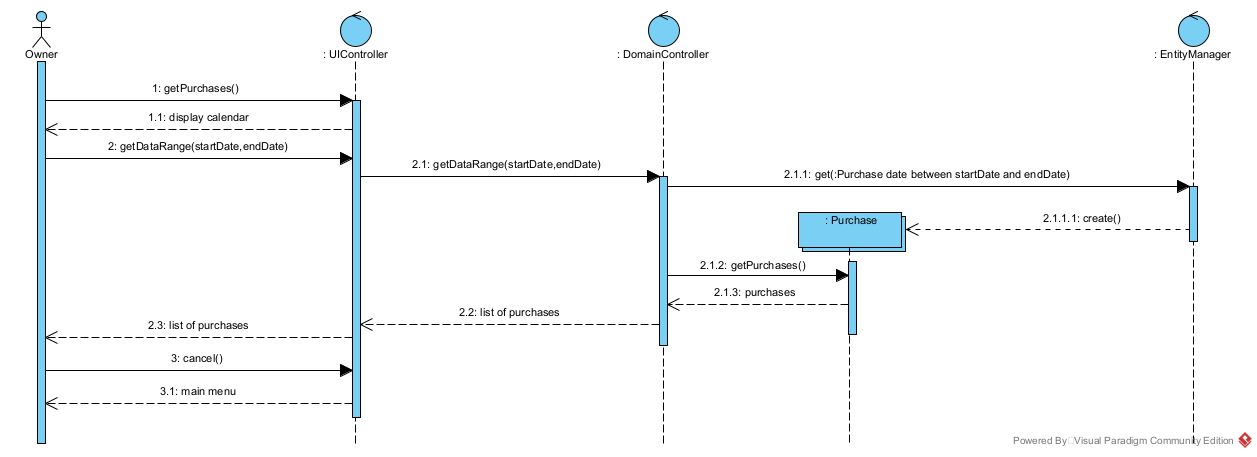 Owner
: UIController
: DomainController
: EntityManager
1: getPurchases()
1.1: display calendar
2: getDataRange(startDate,endDate)
2.1: getDataRange(startDate,endDate)
2.1.1: get(:Purchase date between startDate and endDate)
: Purchase
2.1.1.1: create()
2.1.2: getPurchases()
2.1.3: purchases
2.2: list of purchases
2.3: list of purchases
3: cancel()
3.1: main menu
Powered By Visual Paradigm Community Edition